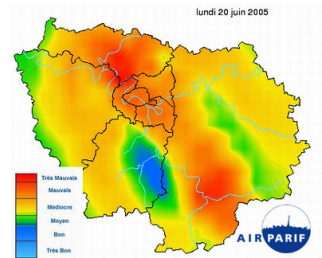 lundi 20 juin 2005
Très Mauvais
Mauvais
Médiocre
Moyen
Bon
Très Bon
AIRPARIF